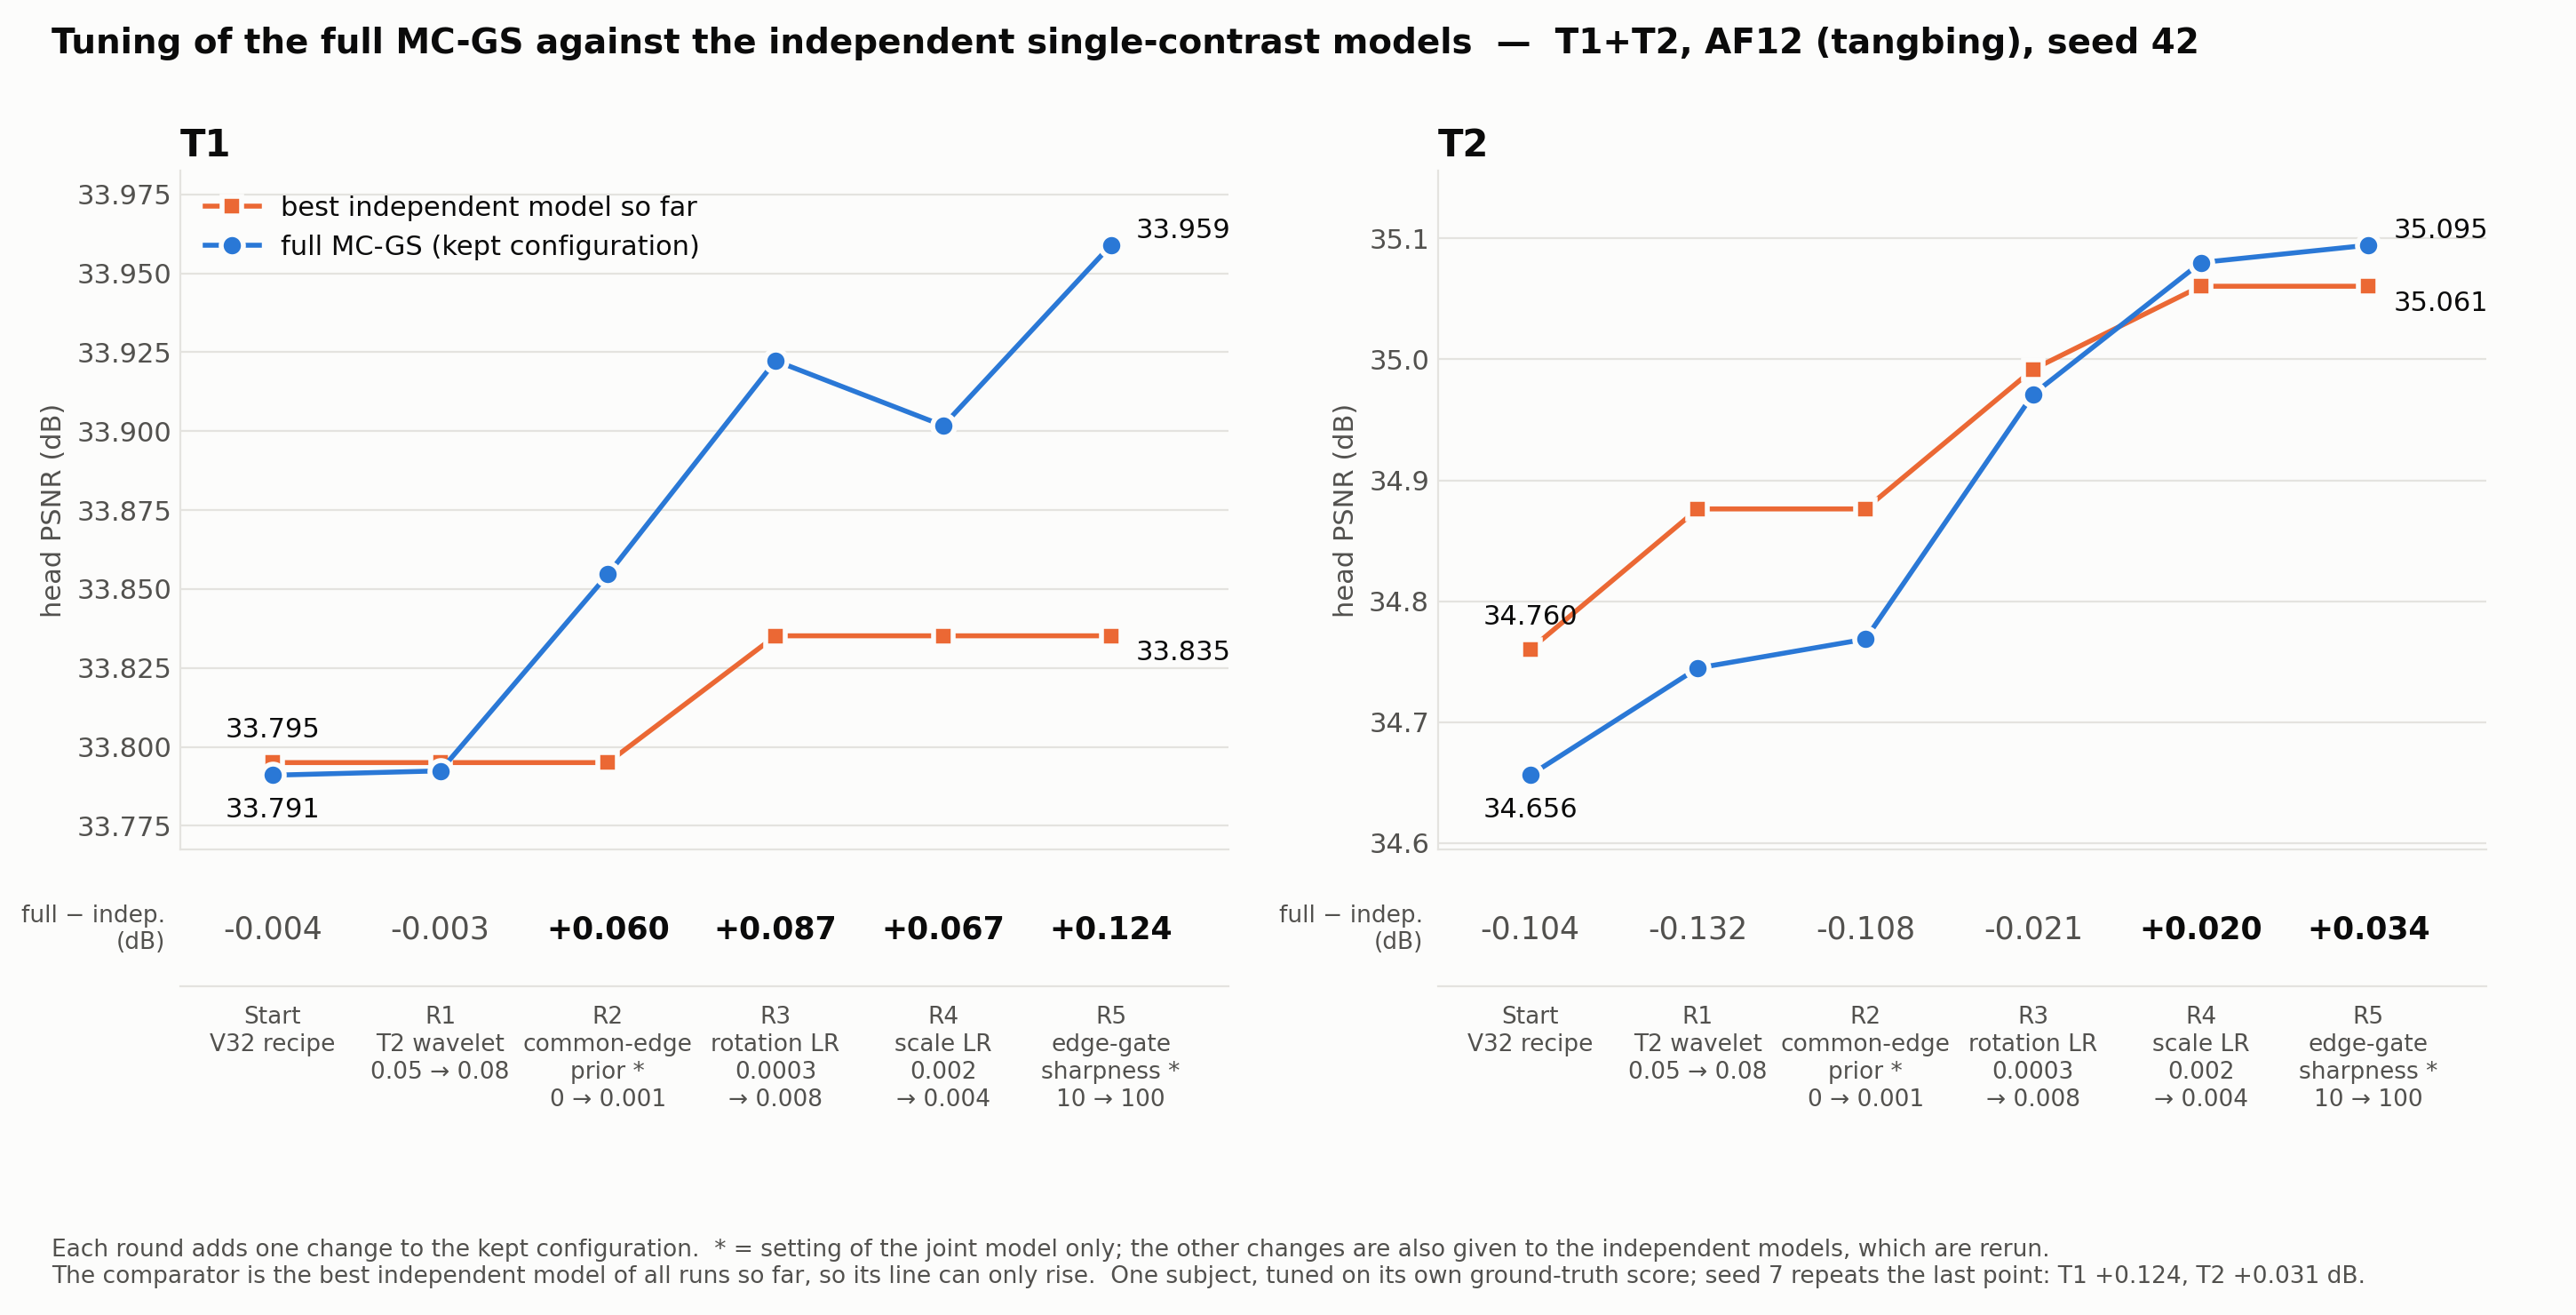 Tuning of the full MC-GS against the independent single-contrast models — T1+T2, AF12 (tangbing), seed 42
T1
head PSNR (dB)
33.975
33.950
33.925
33.900
33.875
33.850
33.825
33.800
33.775
best independent model so far
full MC-GS (kept configuration)
33.959
33.835
33.795
33.791
full − indep.
(dB)
-0.004 -0.003 +0.060 +0.087 +0.067 +0.124
Start R1 R2 R3 R4 R5
V32 recipe T2 wavelet common-edge rotation LR scale LR edge-gate
0.05 → 0.08 prior * 0.0003 0.002 sharpness *
0 → 0.001 → 0.008 → 0.004 10 → 100
T2
head PSNR (dB)
35.1
35.0
34.9
34.8
34.7
34.6
35.095
35.061
34.760
34.656
full − indep.
(dB)
-0.104 -0.132 -0.108 -0.021 +0.020 +0.034
Start R1 R2 R3 R4 R5
V32 recipe T2 wavelet common-edge rotation LR scale LR edge-gate
0.05 → 0.08 prior * 0.0003 0.002 sharpness *
0 → 0.001 → 0.008 → 0.004 10 → 100
Each round adds one change to the kept configuration. * = setting of the joint model only; the other changes are also given to the independent models, which are rerun.
The comparator is the best independent model of all runs so far, so its line can only rise. One subject, tuned on its own ground-truth score; seed 7 repeats the last point: T1 +0.124, T2 +0.031 dB.